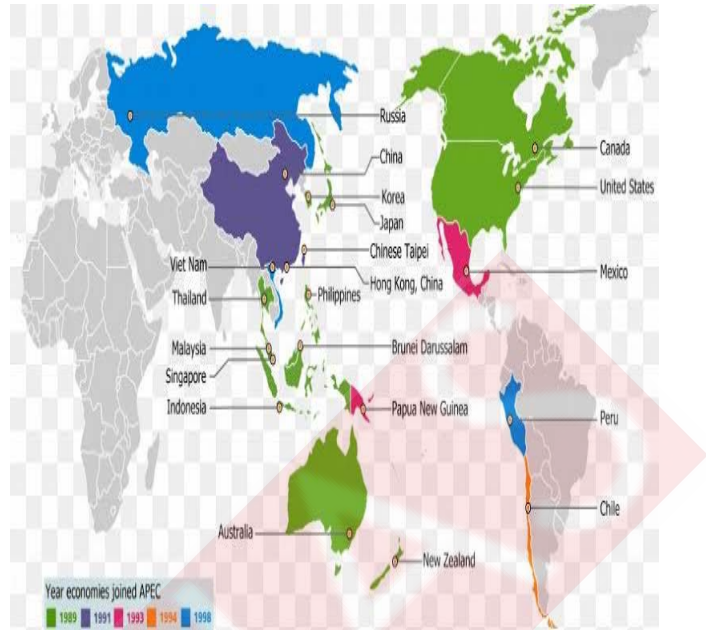 Russia
China
Canada
Korea
United States
Japan
Chinese Taipei
Viet Nam
Hong Kong, China
Mexico
Thailand
Philippines
Malaysia
Brunei Darussalam
Singapore
Indonesia
Papua New Guinea
Peru
Chile
Australia
New Zealand
Year economies joined APEC
1989 1991 1993 1994 1998